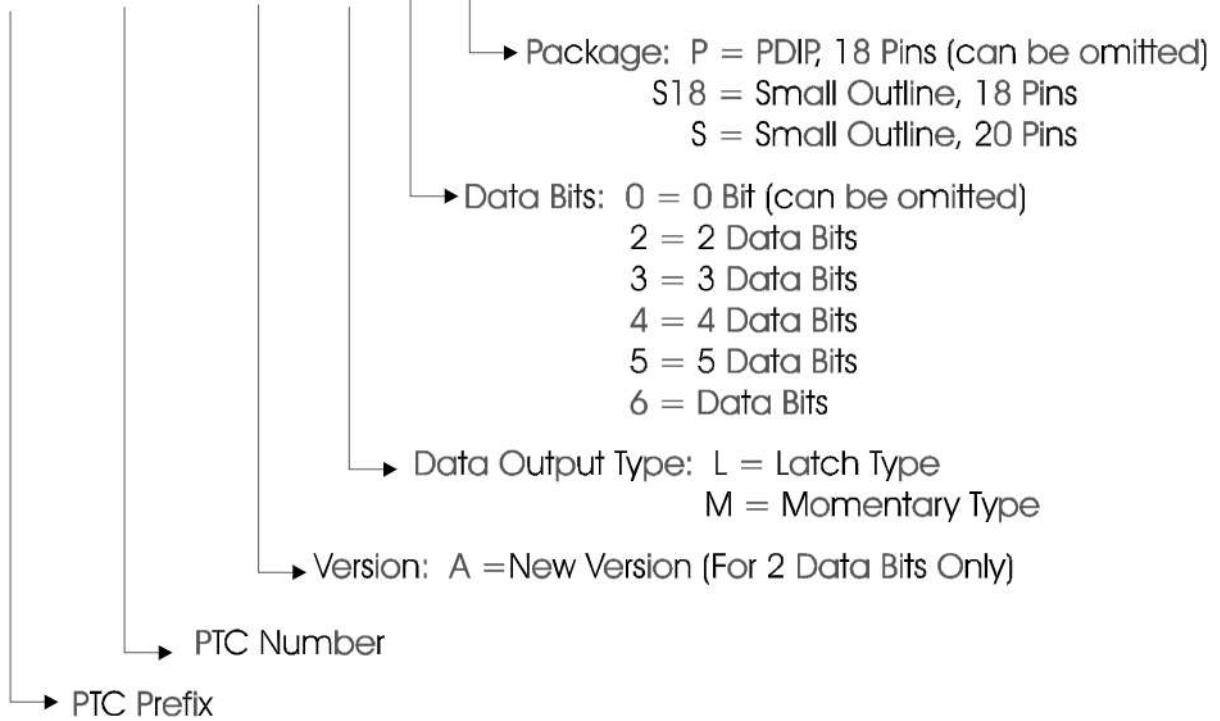 Package: P = PDIP, 18 Pins (can be omitted)
S18 = Small Outline, 18 Pins
S = Small Outline, 20 Pins
Data Bits: 0 = 0 Bit (can be omitted)
2 = 2 Data Bits
3 = 3 Data Bits
4 = 4 Data Bits
5 = 5 Data Bits
6 = Data Bits
Data Output Type: L = Latch Type
M = Momentary Type
Version: A =New Version (For 2 Data Bits Only)
PTC Number
PTC Prefix